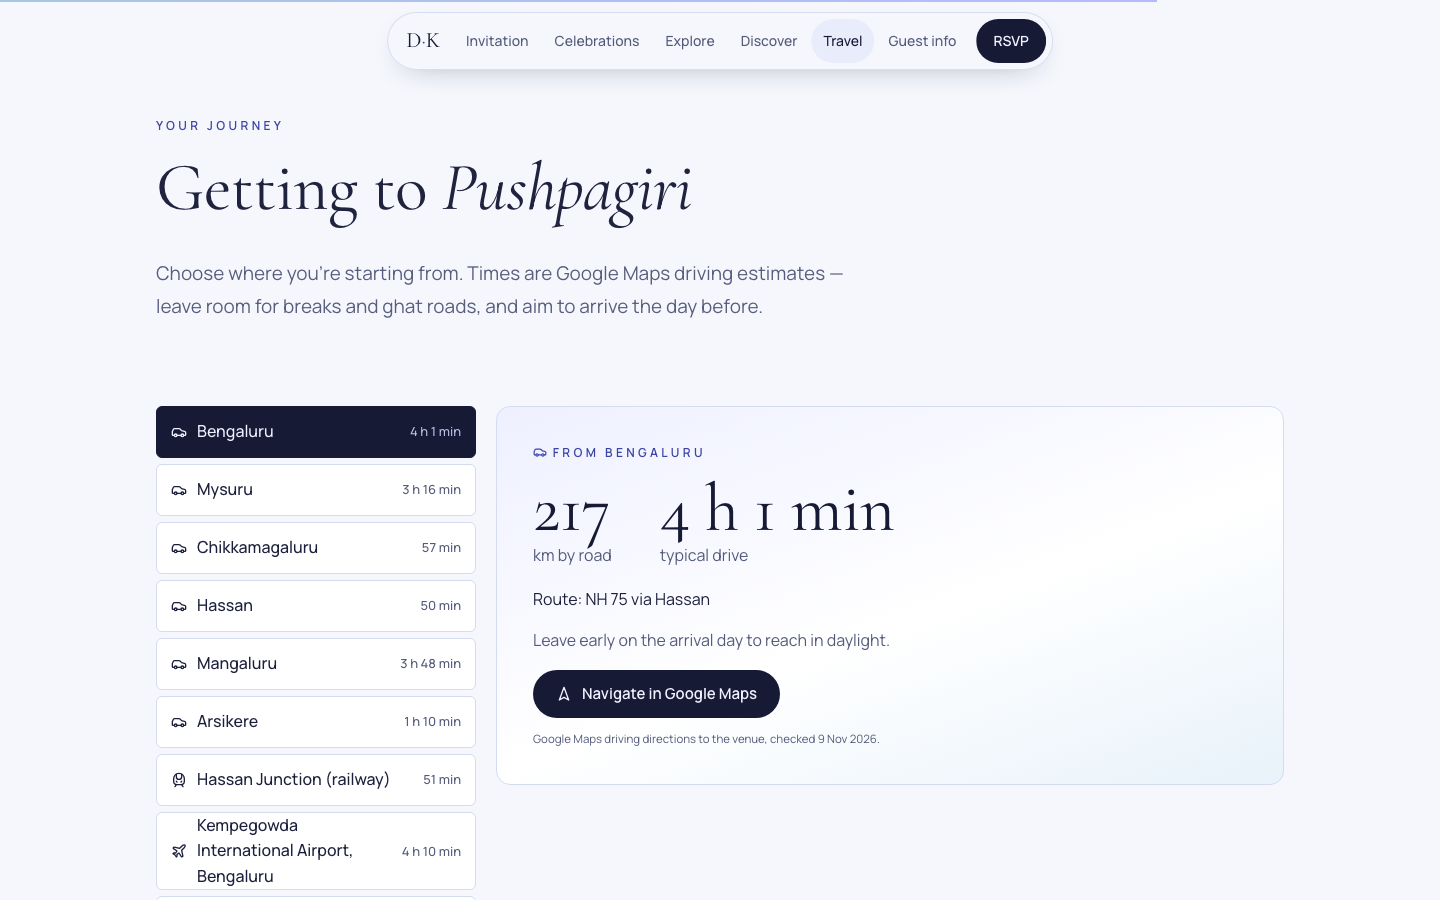 D·K Invitation Celebrations Explore Discover Travel Guest info RSVP
YOUR JOURNEY
Getting to Pushpagiri
Choose where you're starting from. Times are Google Maps driving estimates —
leave room for breaks and ghat roads, and aim to arrive the day before.
Bengaluru 4 h 1 min
Mysuru 3 h 16 min
Chikkamagaluru 57 min
Hassan 50 min
Mangaluru 3 h 48 min
Arsikere 1 h 10 min
Hassan Junction (railway) 51 min
Kempegowda
International Airport, 4 h 10 min
Bengaluru
FROM BENGALURU
217 4 h 1 min
km by road typical drive
Route: NH 75 via Hassan
Leave early on the arrival day to reach in daylight.
Navigate in Google Maps
Google Maps driving directions to the venue, checked 9 Nov 2026.